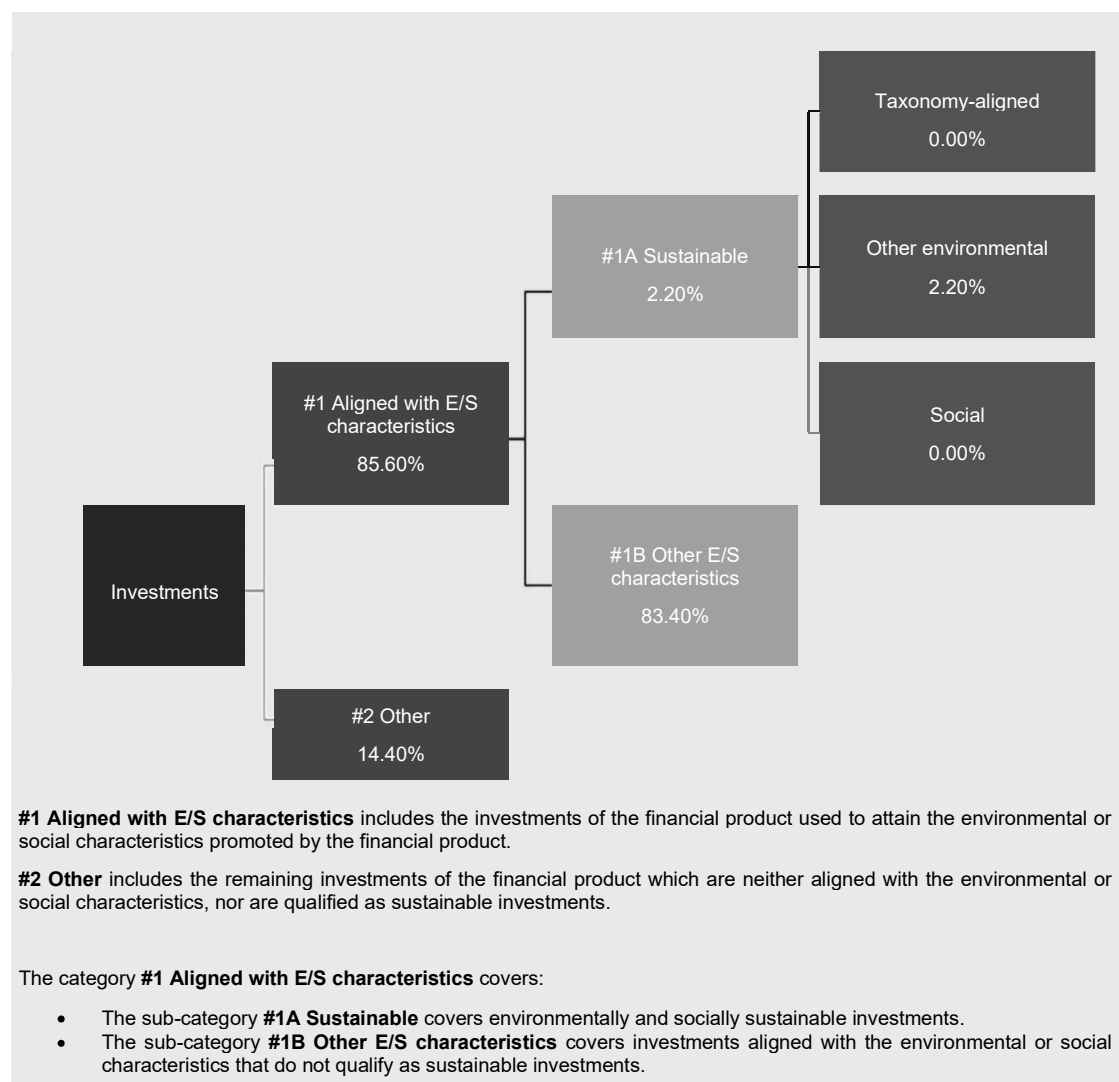 Taxonomy-aligned
0.00%
#1A Sustainable
2.20%
Other environmental
2.20%
#1 Aligned with E/S
characteristics
85.60%
Social
0.00%
Investments
#1B Other E/S
characteristics
83.40%
#2 Other
14.40%
#1 Aligned with E/S characteristics includes the investments of the financial product used to attain the environmental or
social characteristics promoted by the financial product.
#2 Other includes the remaining investments of the financial product which are neither aligned with the environmental or
social characteristics, nor are qualified as sustainable investments.
The category #1 Aligned with E/S characteristics covers:
• The sub-category #1A Sustainable covers environmentally and socially sustainable investments.
• The sub-category #1B Other E/S characteristics covers investments aligned with the environmental or social
characteristics that do not qualify as sustainable investments.